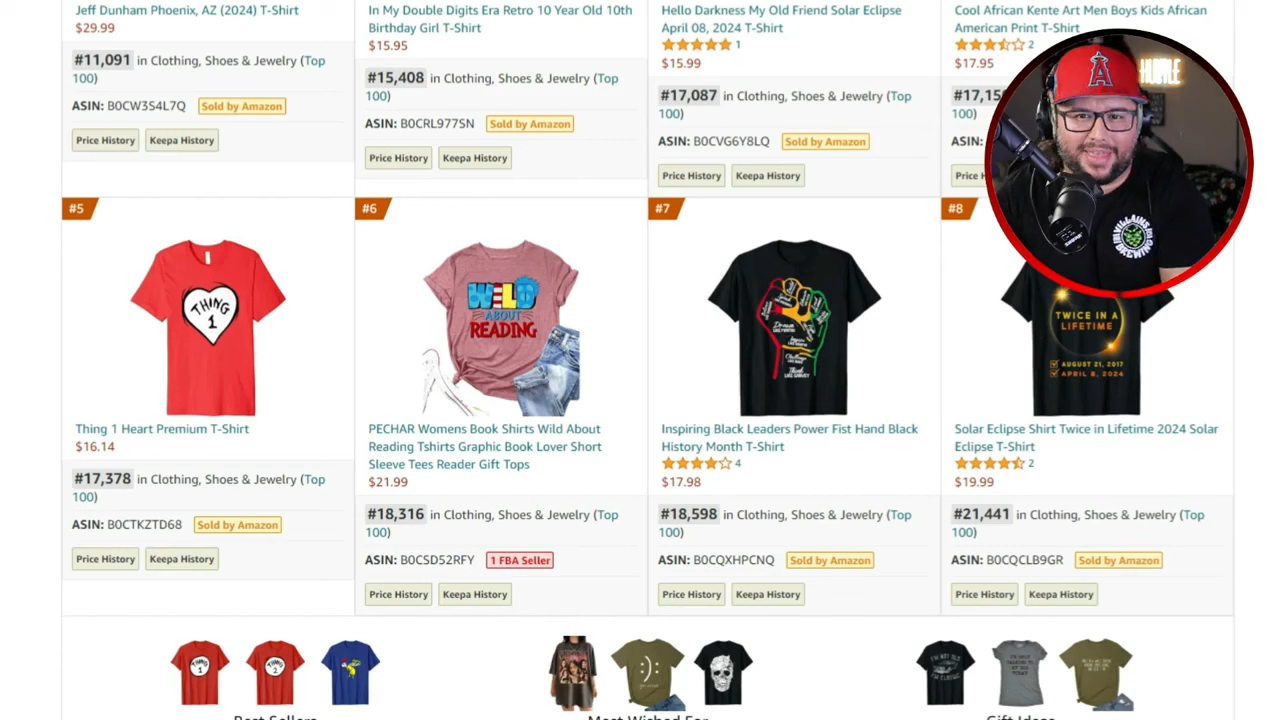 Jeff Dunham Phoenix, AZ (2024) T-Shirt
$29.99
#11,091 in Clothing, Shoes & Jewelry (Top
100)
ASIN: B0CW3S4L7Q Sold by Amazon
Price History Keepa History
In My Double Digits Era Retro 10 Year Old 10th
Birthday Girl T-Shirt
$15.95
#15,408 in Clothing, Shoes & Jewelry (Top
100)
ASIN: B0CRL977SN Sold by Amazon
Price History Keepa History
Hello Darkness My Old Friend Solar Eclipse
April 08, 2024 T-Shirt
1
$15.99
#17,087 in Clothing, Shoes & Jewelry (Top
100)
ASIN: B0CVG6Y8LQ Sold by Amazon
Price History Keepa History
Cool African Kente Art Men Boys Kids African
American Print T-Shirt
2
$17.95
100)
A
VILLAINS
BREWING
#5
THING
1
Thing 1 Heart Premium T-Shirt
$16.14
#17,378 in Clothing, Shoes & Jewelry (Top
100)
ASIN: B0CTKZTD68 Sold by Amazon
Price History Keepa History
#6
WILD
ABOUT
READING
PECHAR Womens Book Shirts Wild About
Reading Tshirts Graphic Book Lover Short
Sleeve Tees Reader Gift Tops
$21.99
#18,316 in Clothing, Shoes & Jewelry (Top
100)
ASIN: B0CSD52RFY 1 FBA Seller
Price History Keepa History
#7
Inspiring Black Leaders Power Fist Hand Black
History Month T-Shirt
4
$17.98
#18,598 in Clothing, Shoes & Jewelry (Top
100)
ASIN: B0CQXHPCNQ Sold by Amazon
Price History Keepa History
#8
TWICE IN A
LIFETIME
AUGUST 21, 2017
APRIL 8, 2024
Solar Eclipse Shirt Twice in Lifetime 2024 Solar
Eclipse T-Shirt
2
$19.99
#21,441 in Clothing, Shoes & Jewelry (Top
100)
ASIN: B0CQCLB9GR Sold by Amazon
Price History Keepa History
Best Sellers
Most Wished For
Gift Ideas